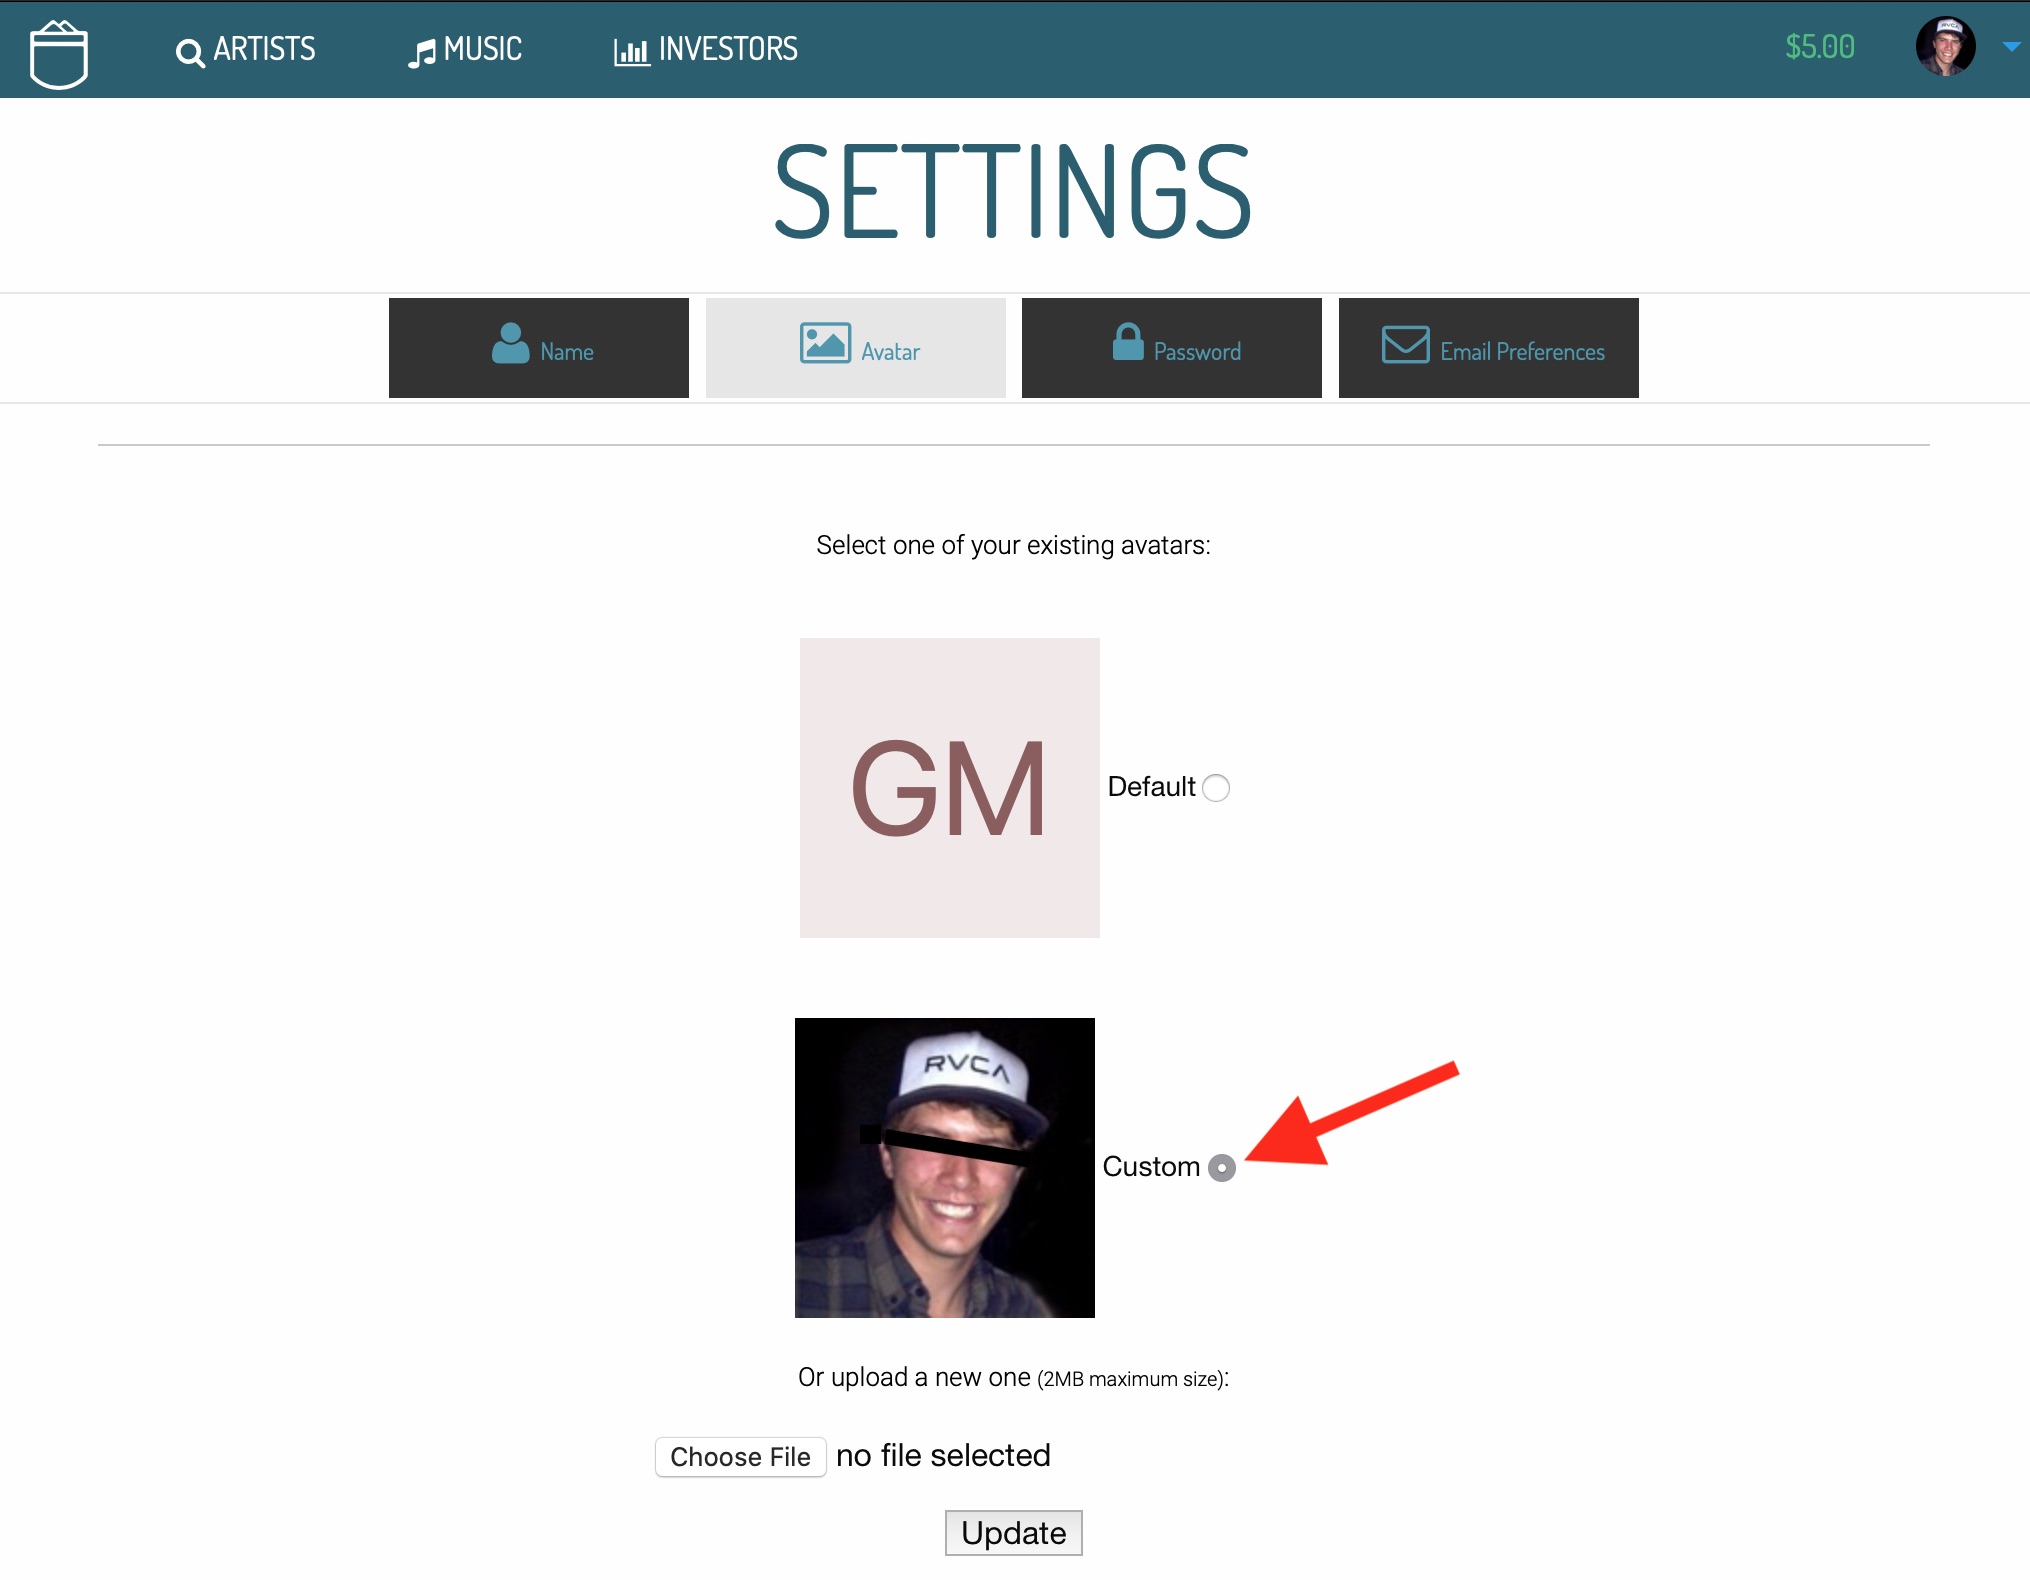 ARTISTS
MUSIC
INVESTORS
$5.00
SETTINGS
Name
Avatar
Password
Email Preferences
Select one of your existing avatars:
GM
Default
RVCA
Custom
Or upload a new one (2MB maximum size):
Choose File no file selected
Update